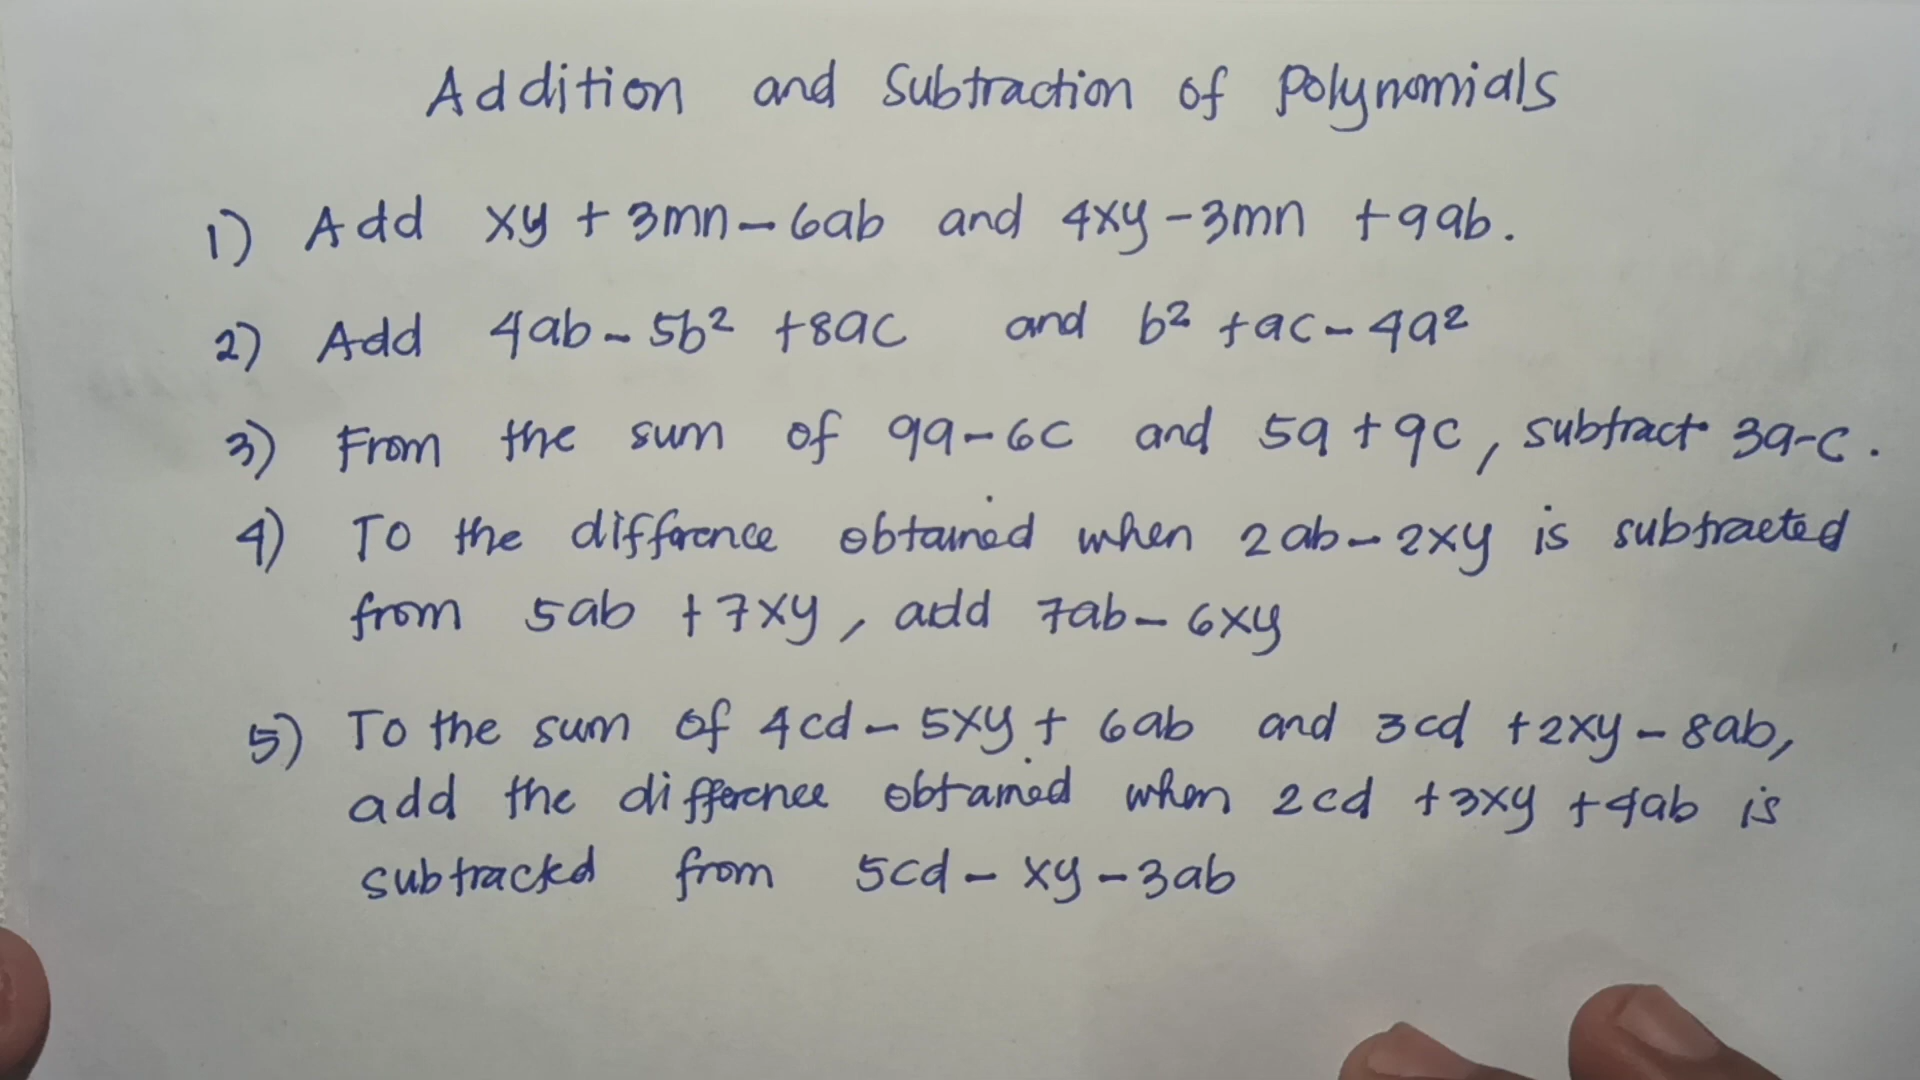 Addition and Subtraction of Polynomials
1) Add xy + 3mn - 6ab and 4xy - 3mn + 9ab.
2) Add 4ab - 5b² + 8ac and b² + ac - 4a²
3) From the sum of 9a - 6c and 5a + 9c, subtract 3a - c.
4) To the difference obtained when 2ab - 2xy is subtracted
from 5ab + 7xy, add 7ab - 6xy
5) To the sum of 4cd - 5xy + 6ab and 3cd + 2xy - 8ab,
add the difference obtained when 2cd + 3xy + 4ab is
subtracted from 5cd - xy - 3ab